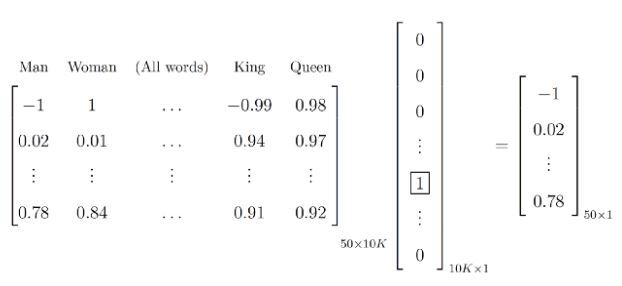 Man Woman (All words) King Queen
−1 1 ... −0.99 0.98
0.02 0.01 ... 0.94 0.97
⋮ ⋮ ⋮ ⋮ ⋮
0.78 0.84 ... 0.91 0.92
50×10K
0
0
0
⋮
1
⋮
0
10K×1
=
−1
0.02
⋮
0.78
50×1